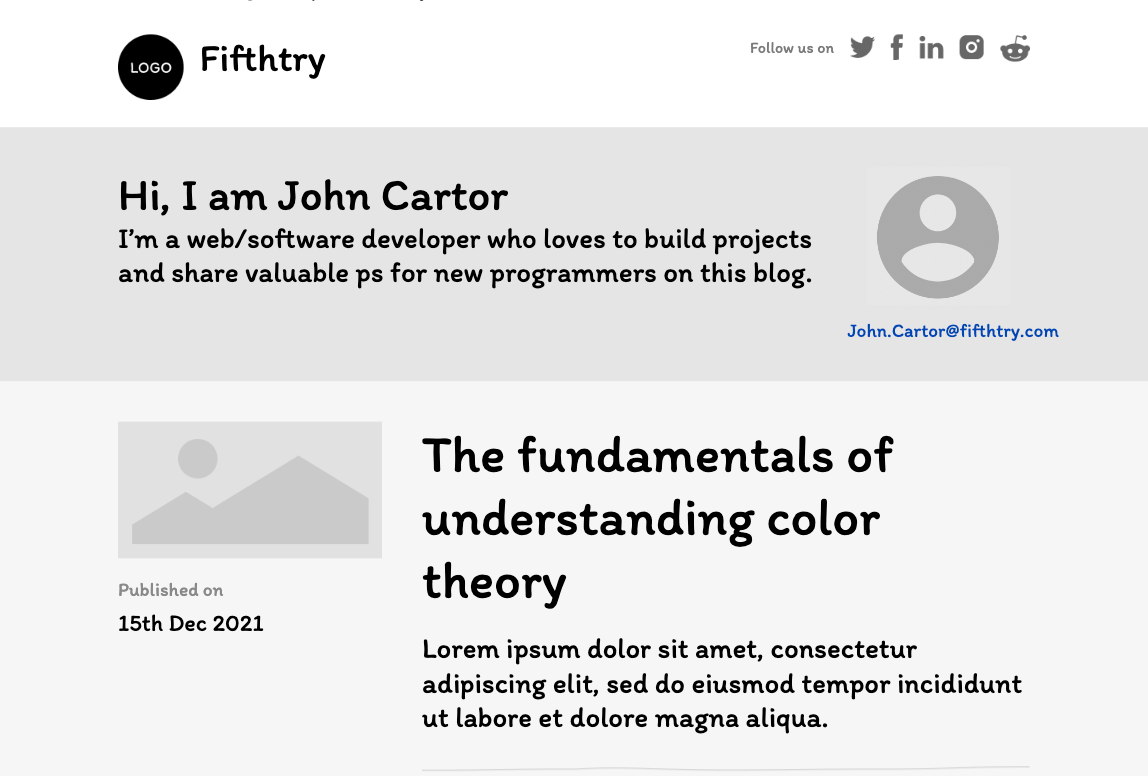 LOGO
Fifthtry
Follow us on
Hi, I am John Cartor
I’m a web/software developer who loves to build projects
and share valuable ps for new programmers on this blog.
John.Cartor@fifthtry.com
Published on
15th Dec 2021
The fundamentals of
understanding color
theory
Lorem ipsum dolor sit amet, consectetur
adipiscing elit, sed do eiusmod tempor incididunt
ut labore et dolore magna aliqua.